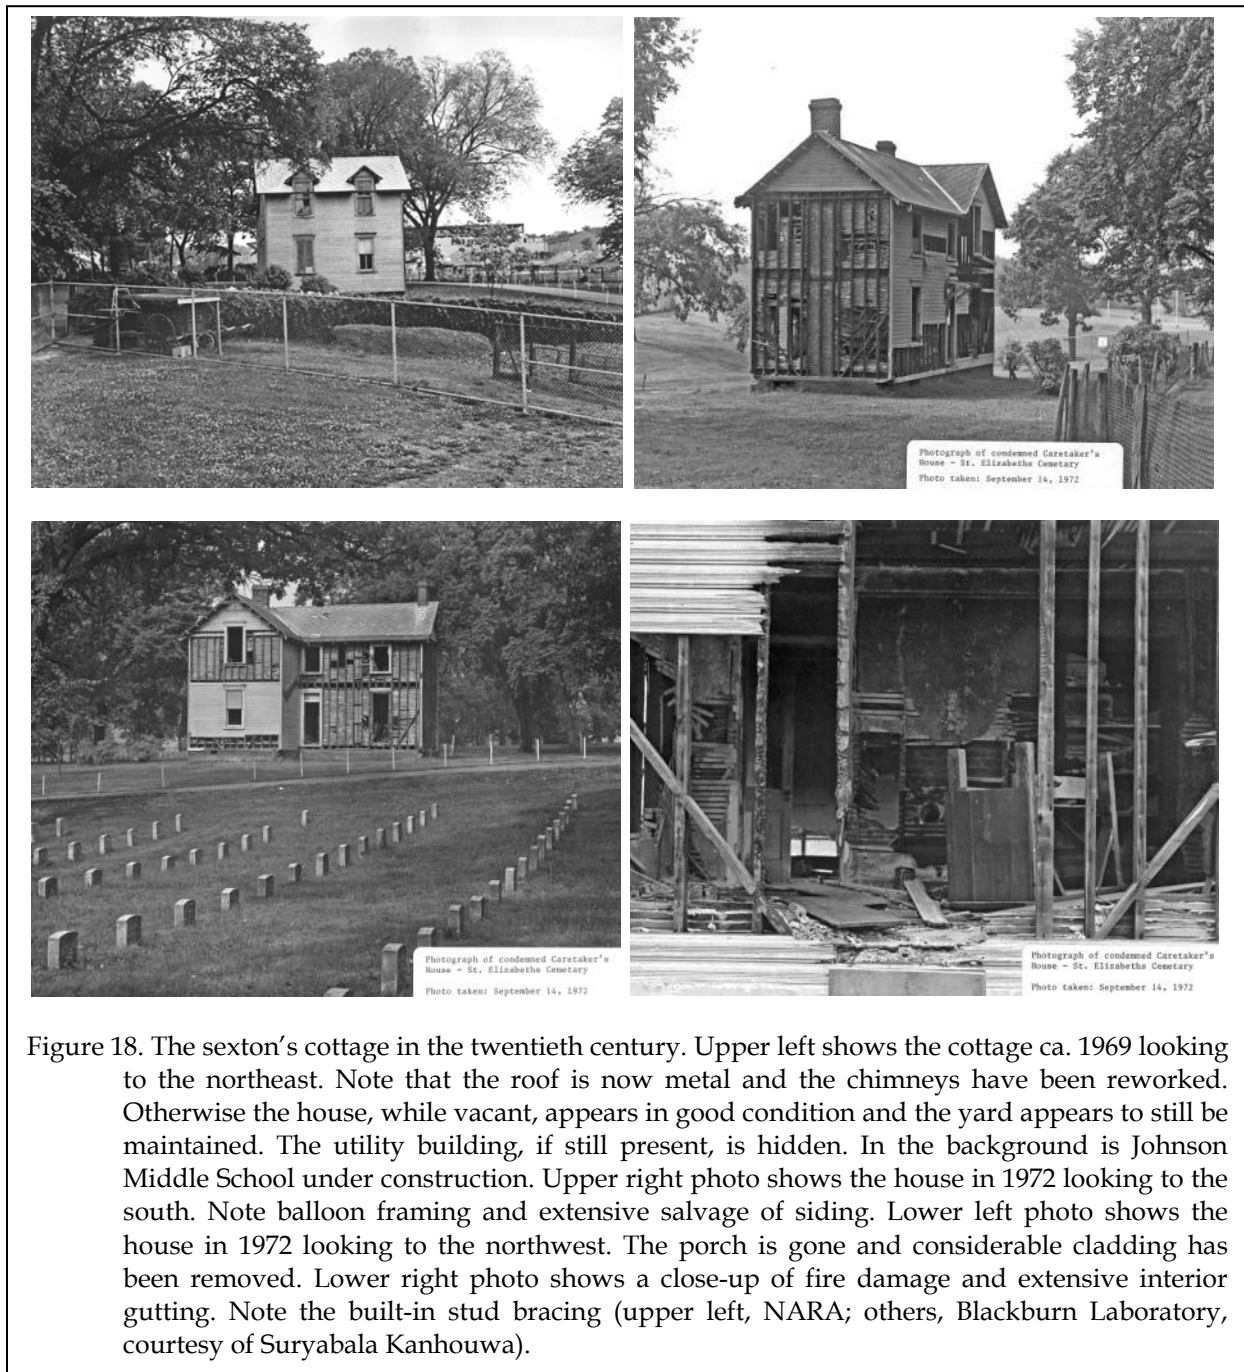 Photograph of condemned Caretaker's
House - St. Elizabeths Cemetary
Photo taken: September 14, 1972
Photograph of condemned Caretaker's
House - St. Elizabeths Cemetary
Photo taken: September 14, 1972
Photograph of condemned Caretaker's
House - St. Elizabeths Cemetary
Photo taken: September 14, 1972
Figure 18. The sexton's cottage in the twentieth century. Upper left shows the cottage ca. 1969 looking
to the northeast. Note that the roof is now metal and the chimneys have been reworked.
Otherwise the house, while vacant, appears in good condition and the yard appears to still be
maintained. The utility building, if still present, is hidden. In the background is Johnson
Middle School under construction. Upper right photo shows the house in 1972 looking to the
south. Note balloon framing and extensive salvage of siding. Lower left photo shows the
house in 1972 looking to the northwest. The porch is gone and considerable cladding has
been removed. Lower right photo shows a close-up of fire damage and extensive interior
gutting. Note the built-in stud bracing (upper left, NARA; others, Blackburn Laboratory,
courtesy of Suryabala Kanhouwa).